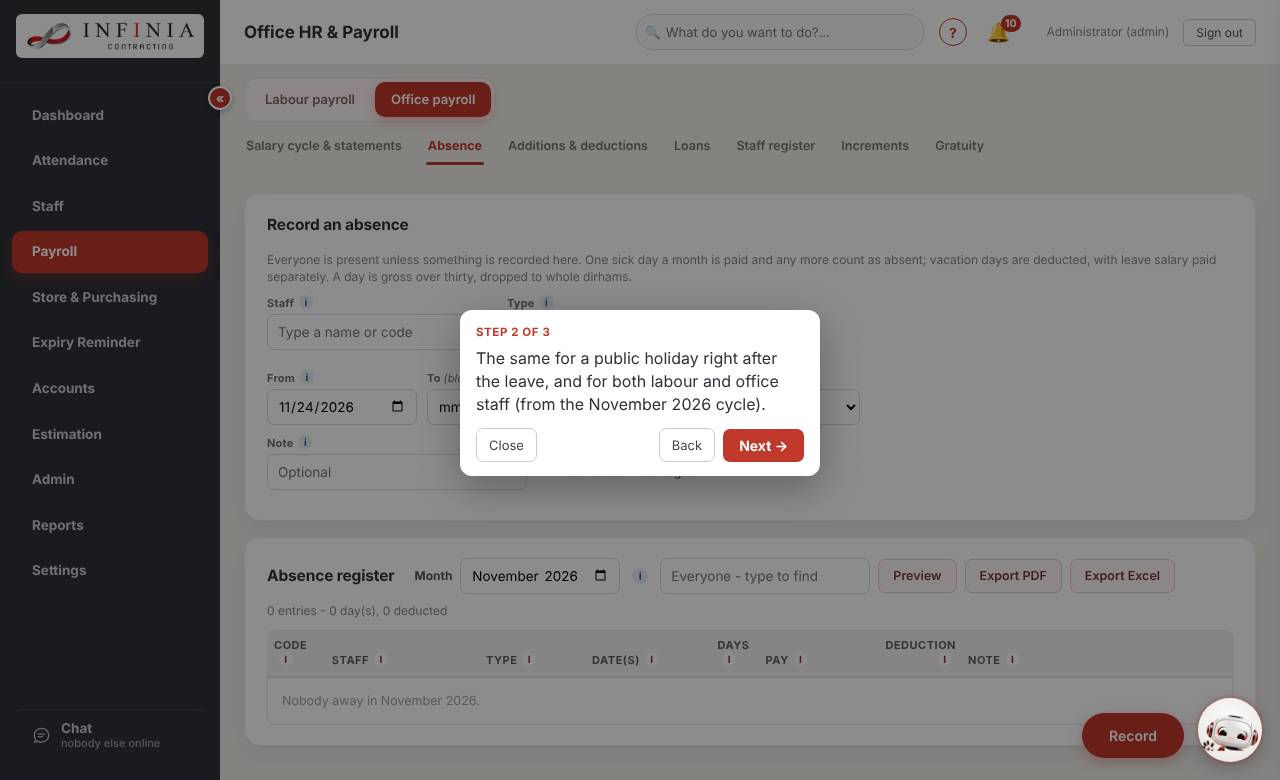 INFINIA
CONTRACTING
Office HR & Payroll
What do you want to do?...
?
10
Administrator (admin)
Sign out
«
Dashboard
Attendance
Staff
Payroll
Store & Purchasing
Expiry Reminder
Accounts
Estimation
Admin
Reports
Settings
Chat
nobody else online
Labour payroll
Office payroll
Salary cycle & statements
Absence
Additions & deductions
Loans
Staff register
Increments
Gratuity
Record an absence
Everyone is present unless something is recorded here. One sick day a month is paid and any more count as absent; vacation days are deducted, with leave salary paid
separately. A day is gross over thirty, dropped to whole dirhams.
Staff i
Type i
Type a name or code
From i
To
11/24/2026
Note i
Optional
STEP 2 OF 3
The same for a public holiday right after
the leave, and for both labour and office
staff (from the November 2026 cycle).
Close
Back
Next →
Absence register
Month
November 2026
i
Everyone - type to find
Preview
Export PDF
Export Excel
0 entries - 0 day(s), 0 deducted
CODE I
STAFF I
TYPE I
DATE(S) I
DAYS I
PAY I
DEDUCTION I
NOTE I
Nobody away in November 2026.
Record